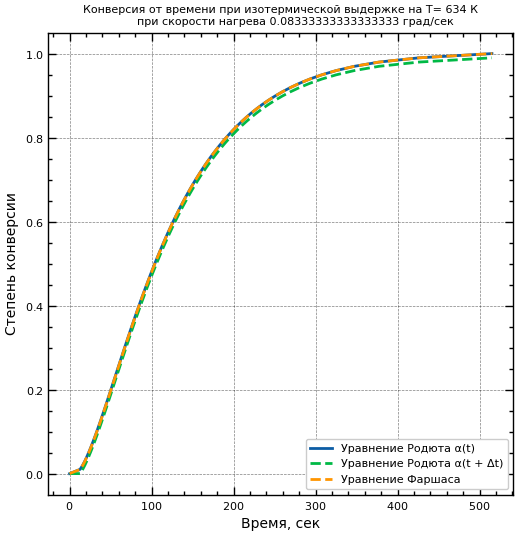 Конверсия от времени при изотермической выдержке на T= 634 К
при скорости нагрева 0.08333333333333333 град/сек
1.0
0.8
0.6
0.4
0.2
0.0
Степень конверсии
0 100 200 300 400 500
Время, сек
Уравнение Родюта α(t)
Уравнение Родюта α(t + Δt)
Уравнение Фаршаса